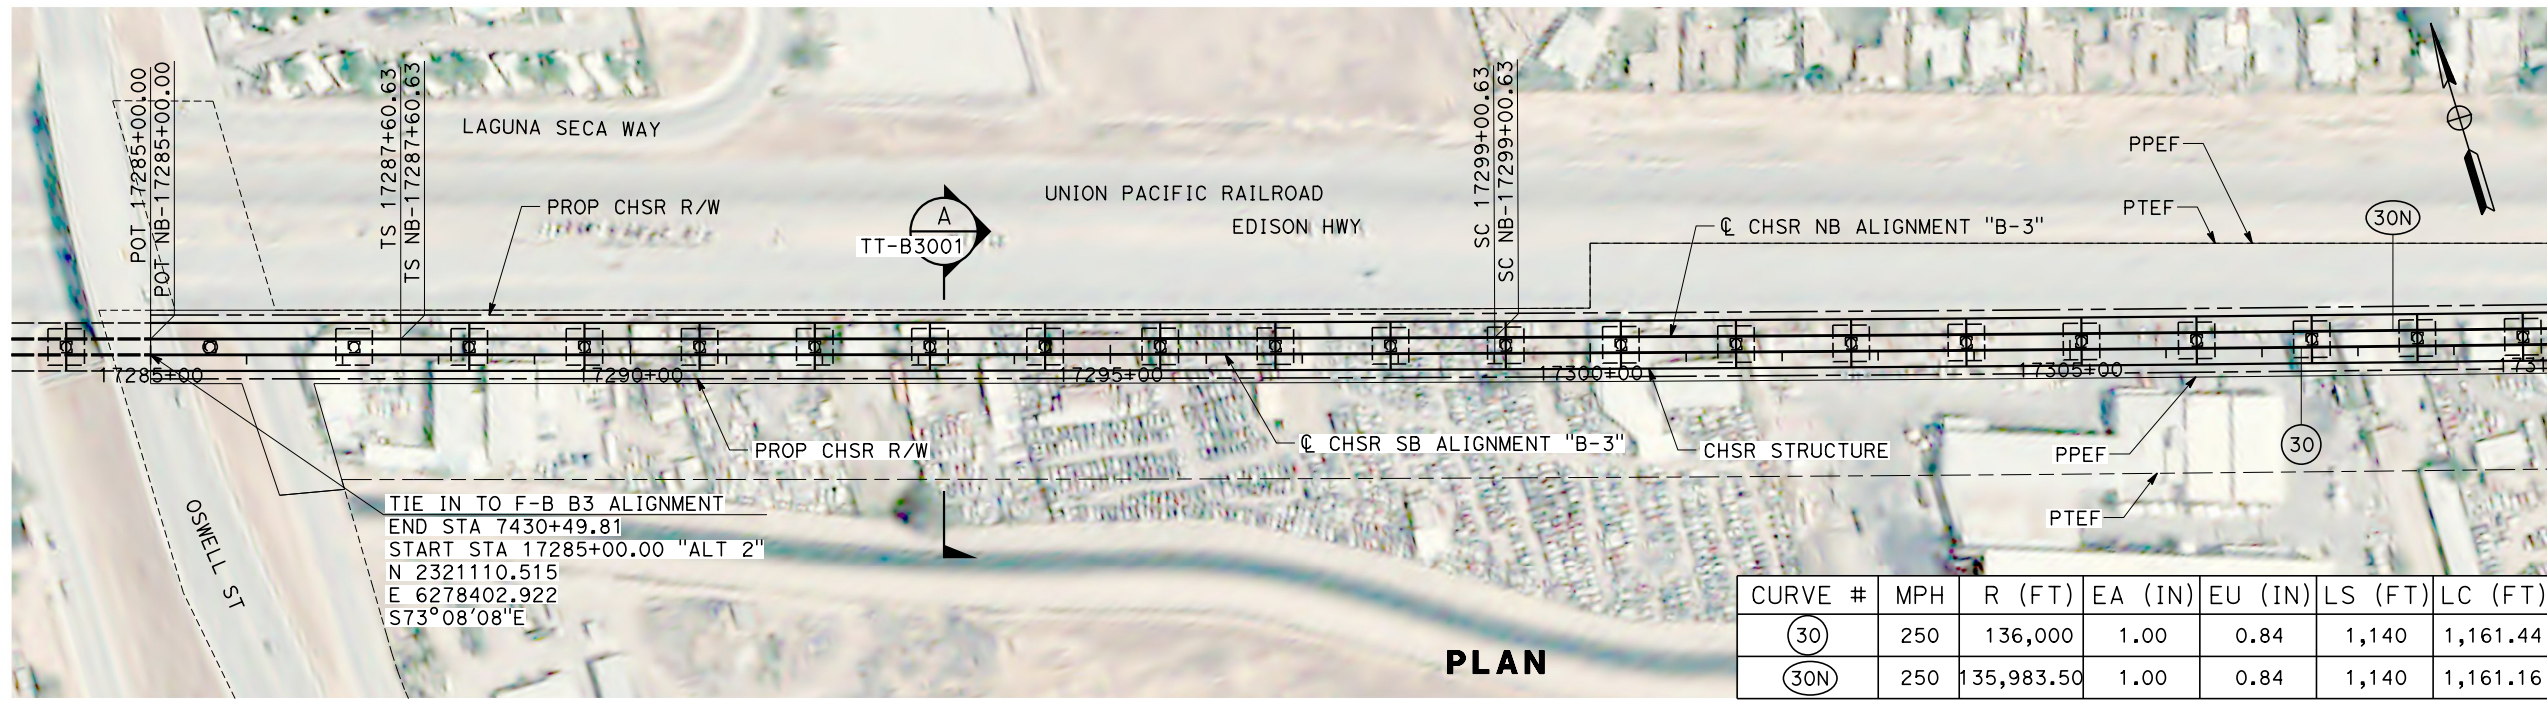 POT 17285+00.00
POT NB-17285+00.00
TS 17287+60.63
TS NB-17287+60.63
LAGUNA SECA WAY
PROP CHSR R/W
A
TT-B3001
UNION PACIFIC RAILROAD
EDISON HWY
SC 17299+00.63
SC NB-17299+00.63
℄ CHSR NB ALIGNMENT "B-3"
PPEF
PTEF
30N
17285+00
17290+00
17295+00
17300+00
17305+00
PROP CHSR R/W
℄ CHSR SB ALIGNMENT "B-3"
CHSR STRUCTURE
PPEF
30
PTEF
OSWELL ST
TIE IN TO F-B B3 ALIGNMENT
END STA 7430+49.81
START STA 17285+00.00 "ALT 2"
N 2321110.515
E 6278402.922
S73°08'08"E
PLAN
CURVE # MPH R (FT) EA (IN) EU (IN) LS (FT) LC (FT)
30 250 136,000 1.00 0.84 1,140 1,161.44
30N 250 135,983.50 1.00 0.84 1,140 1,161.16